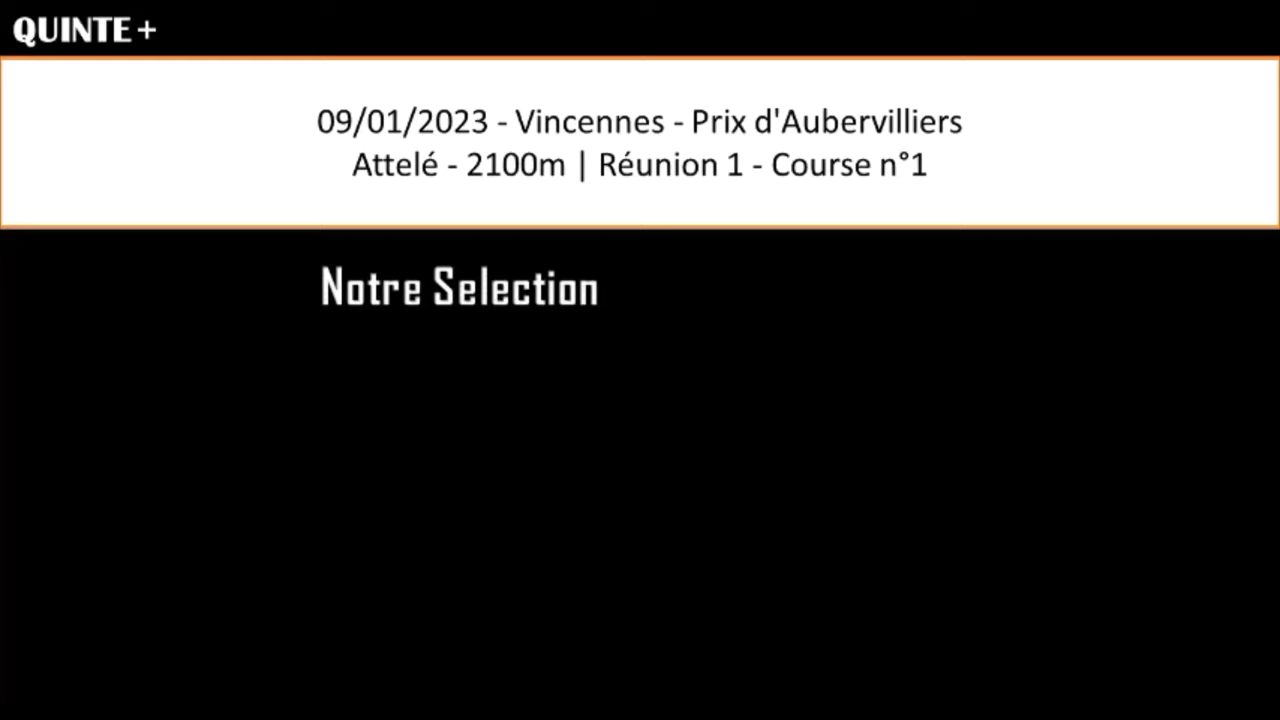 QUINTE+
09/01/2023 - Vincennes - Prix d'Aubervilliers
Attelé - 2100m | Réunion 1 - Course n°1
Notre Selection